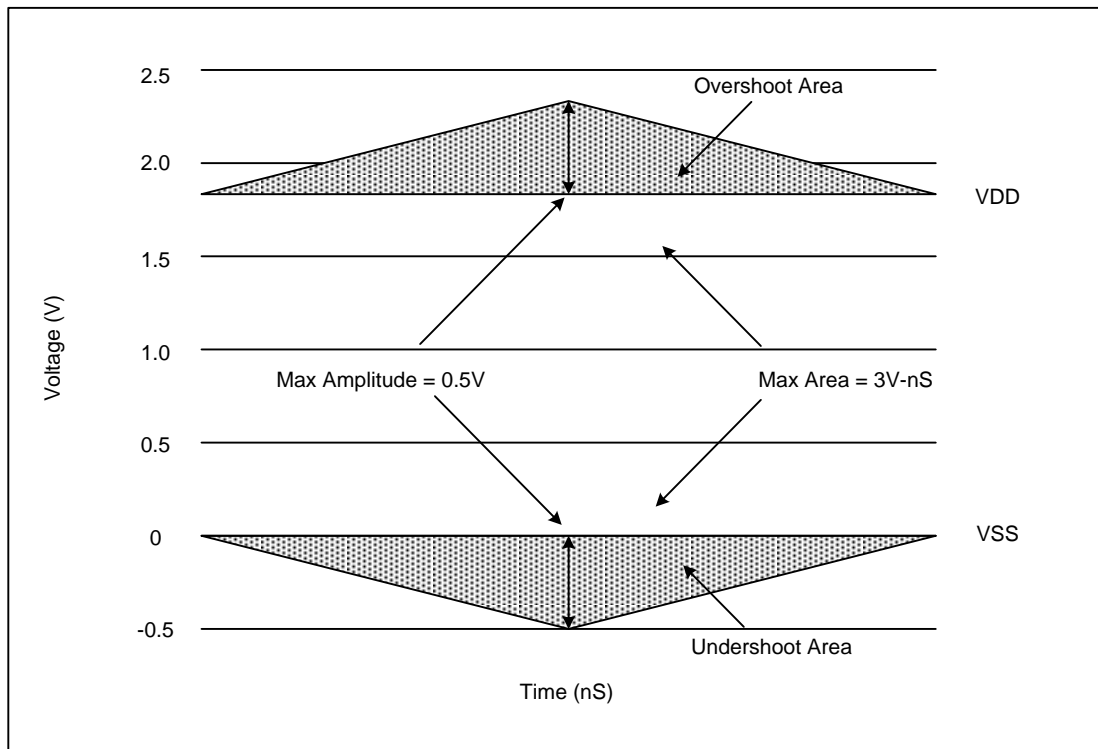 2.5
Overshoot Area
2.0
VDD
1.5
Voltage (V)
1.0
Max Amplitude = 0.5V
Max Area = 3V-nS
0.5
0
VSS
-0.5
Undershoot Area
Time (nS)